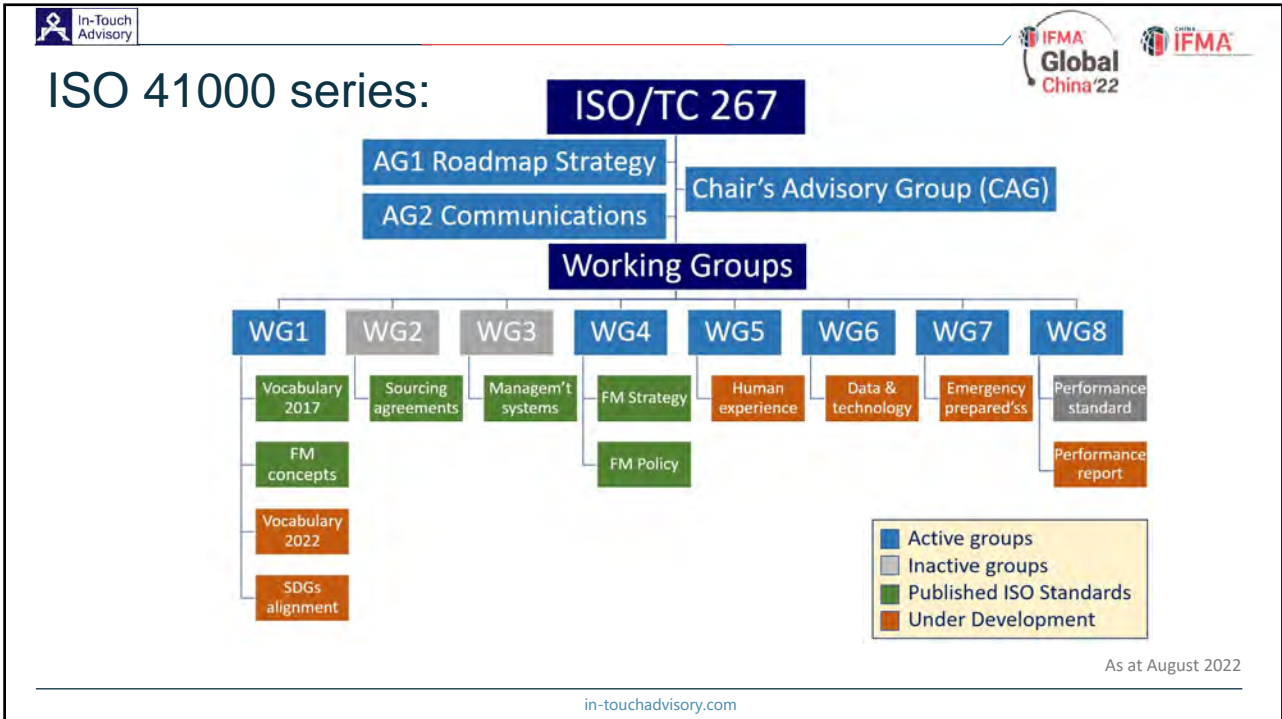 In-Touch
Advisory
IFMA
Global
China'22
CHINA
IFMA
ISO 41000 series:
ISO/TC 267
AG1 Roadmap Strategy
Chair's Advisory Group (CAG)
AG2 Communications
Working Groups
WG1
WG2
WG3
WG4
WG5
WG6
WG7
WG8
Vocabulary
2017
Sourcing
agreements
Managem't
systems
FM Strategy
Human
experience
Data &
technology
Emergency
prepared'ss
Performance
standard
FM
concepts
FM Policy
Performance
report
Vocabulary
2022
SDGs
alignment
Active groups
Inactive groups
Published ISO Standards
Under Development
As at August 2022
in-touchadvisory.com